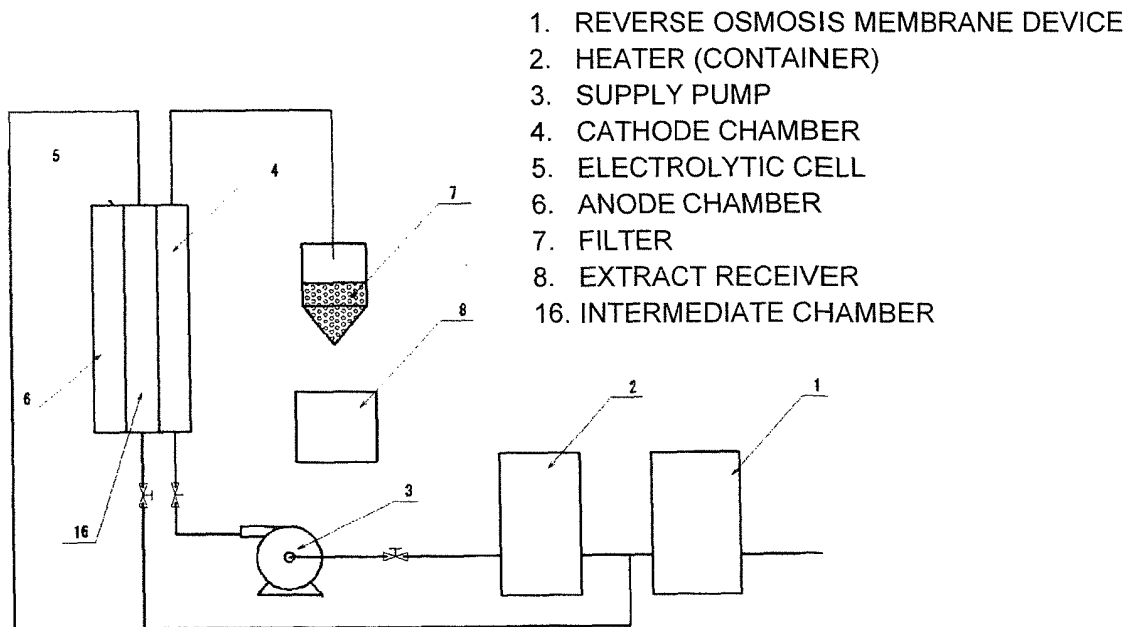 1. REVERSE OSMOSIS MEMBRANE DEVICE
2. HEATER (CONTAINER)
3. SUPPLY PUMP
4. CATHODE CHAMBER
5. ELECTROLYTIC CELL
6. ANODE CHAMBER
7. FILTER
8. EXTRACT RECEIVER
16. INTERMEDIATE CHAMBER
5
4
7
8
6
2
1
3
16